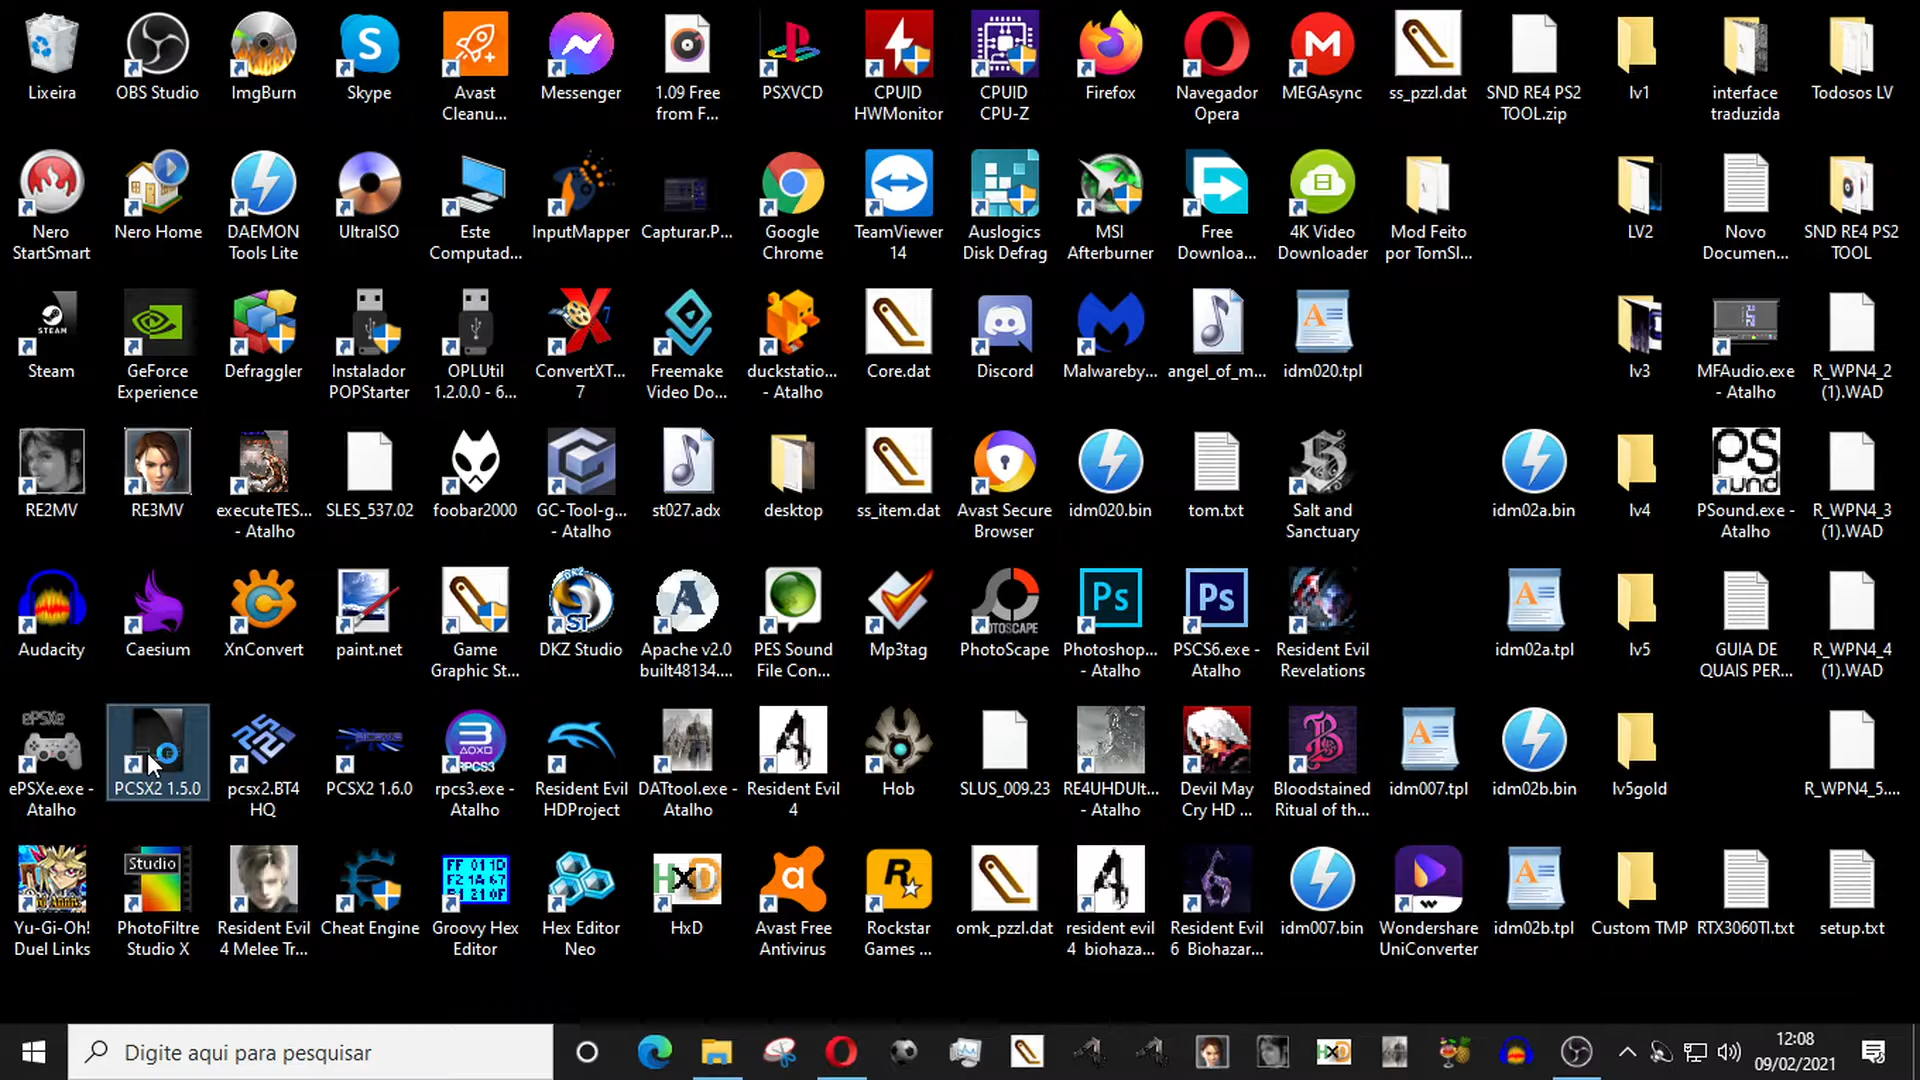 Lixeira
OBS Studio
ImgBurn
Skype
Avast
Cleanu...
Messenger
1.09 Free
from F...
PSXVCD
CPUID
HWMonitor
CPUID
CPU-Z
Firefox
Navegador
Opera
MEGAsync
ss_pzzl.dat
SND RE4 PS2
TOOL.zip
lv1
interface
traduzida
Todosos LV
Nero
StartSmart
Nero Home
DAEMON
Tools Lite
UltraISO
Este
Computad...
InputMapper
Capturar.P...
Google
Chrome
TeamViewer
14
Auslogics
Disk Defrag
MSI
Afterburner
Free
Downloa...
4K Video
Downloader
Mod Feito
por TomSl...
LV2
Novo
Documen...
SND RE4 PS2
TOOL
STEAM
Steam
GeForce
Experience
Defraggler
Instalador
POPStarter
OPLUtil
1.2.0.0 - 6...
ConvertXT...
7
Freemake
Video Do...
duckstatio...
- Atalho
Core.dat
Discord
Malwareby...
angel_of_m...
idm020.tpl
lv3
MFAudio.exe
- Atalho
R_WPN4_2
(1).WAD
RE2MV
RE3MV
executeTES...
- Atalho
SLES_537.02
foobar2000
GC-Tool-g...
- Atalho
st027.adx
desktop
ss_item.dat
Avast Secure
Browser
idm020.bin
tom.txt
Salt and
Sanctuary
idm02a.bin
lv4
PSound.exe -
Atalho
R_WPN4_3
(1).WAD
Audacity
Caesium
XnConvert
paint.net
Game
Graphic St...
DKZ Studio
Apache v2.0
built48134....
PES Sound
File Con...
Mp3tag
PhotoScape
Ps
Photoshop...
- Atalho
Ps
PSCS6.exe -
Atalho
Resident Evil
Revelations
idm02a.tpl
lv5
GUIA DE
QUAIS PER...
R_WPN4_4
(1).WAD
ePSXe
ePSXe.exe -
Atalho
PCSX2 1.5.0
pcsx2.BT4
HQ
PCSX2 1.6.0
RPCS3
rpcs3.exe -
Atalho
Resident Evil
HDProject
DATtool.exe -
Atalho
Resident Evil
4
Hob
SLUS_009.23
RE4UHDUlt...
- Atalho
Devil May
Cry HD ...
Bloodstained
Ritual of th...
idm007.tpl
idm02b.bin
lv5gold
R_WPN4_5....
Yu-Gi-Oh!
Duel Links
Studio
PhotoFiltre
Studio X
Resident Evil
4 Melee Tr...
Cheat Engine
Groovy Hex
Editor
Hex Editor
Neo
HxD
HxD
Avast Free
Antivirus
Rockstar
Games ...
omk_pzzl.dat
resident evil
4 biohaza...
Resident Evil
6 Biohazar...
idm007.bin
Wondershare
UniConverter
idm02b.tpl
Custom TMP
RTX3060TI.txt
setup.txt
Digite aqui para pesquisar
HxD
12:08
09/02/2021